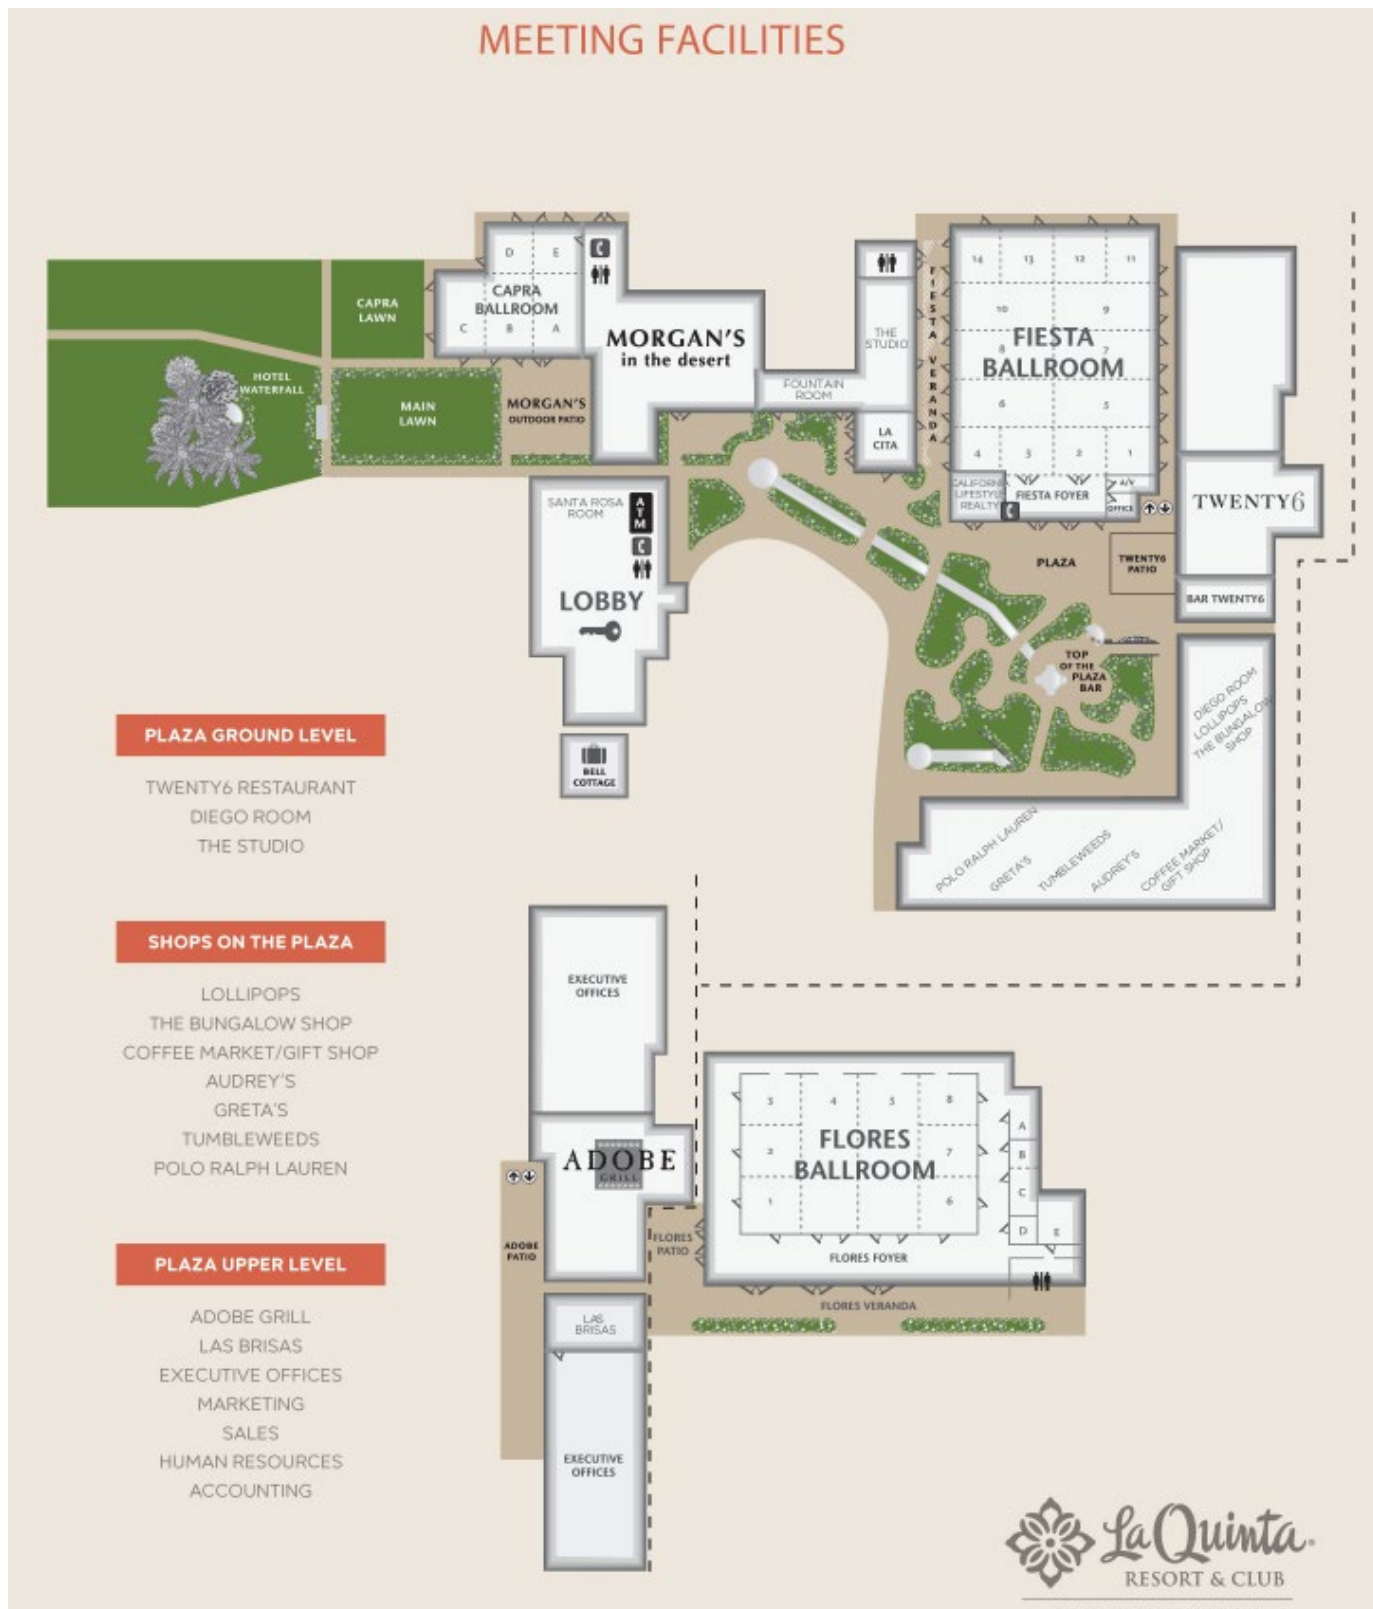 MEETING FACILITIES
CAPRA
LAWN
HOTEL
WATERFALL
MAIN
LAWN
D
E
CAPRA
BALLROOM
C
B
A
MORGAN'S
OUTDOOR PATIO
MORGAN'S
in the desert
FOUNTAIN
ROOM
THE
STUDIO
LA
CITA
FIESTA VERANDA
14
13
12
11
10
9
FIESTA
BALLROOM
8
7
6
5
4
3
2
1
CALIFORNIA
LIFESTYLE
REALTY
FIESTA FOYER
A/V
OFFICE
TWENTY6
PLAZA
TWENTY6
PATIO
BAR TWENTY6
SANTA ROSA
ROOM
ATM
LOBBY
BELL
COTTAGE
TOP
OF THE
PLAZA
BAR
DIEGO ROOM
LOLLIPOPS
THE BUNGALOW
SHOP
POLO RALPH LAUREN
GRETA'S
TUMBLEWEEDS
AUDREY'S
COFFEE MARKET/
GIFT SHOP
PLAZA GROUND LEVEL
TWENTY6 RESTAURANT
DIEGO ROOM
THE STUDIO
SHOPS ON THE PLAZA
LOLLIPOPS
THE BUNGALOW SHOP
COFFEE MARKET/GIFT SHOP
AUDREY'S
GRETA'S
TUMBLEWEEDS
POLO RALPH LAUREN
PLAZA UPPER LEVEL
ADOBE GRILL
LAS BRISAS
EXECUTIVE OFFICES
MARKETING
SALES
HUMAN RESOURCES
ACCOUNTING
EXECUTIVE
OFFICES
ADOBE
GRILL
ADOBE
PATIO
LAS
BRISAS
EXECUTIVE
OFFICES
FLORES
PATIO
3
4
5
8
FLORES
BALLROOM
2
7
1
6
A
B
C
D
E
FLORES FOYER
FLORES VERANDA
La Quinta
RESORT & CLUB